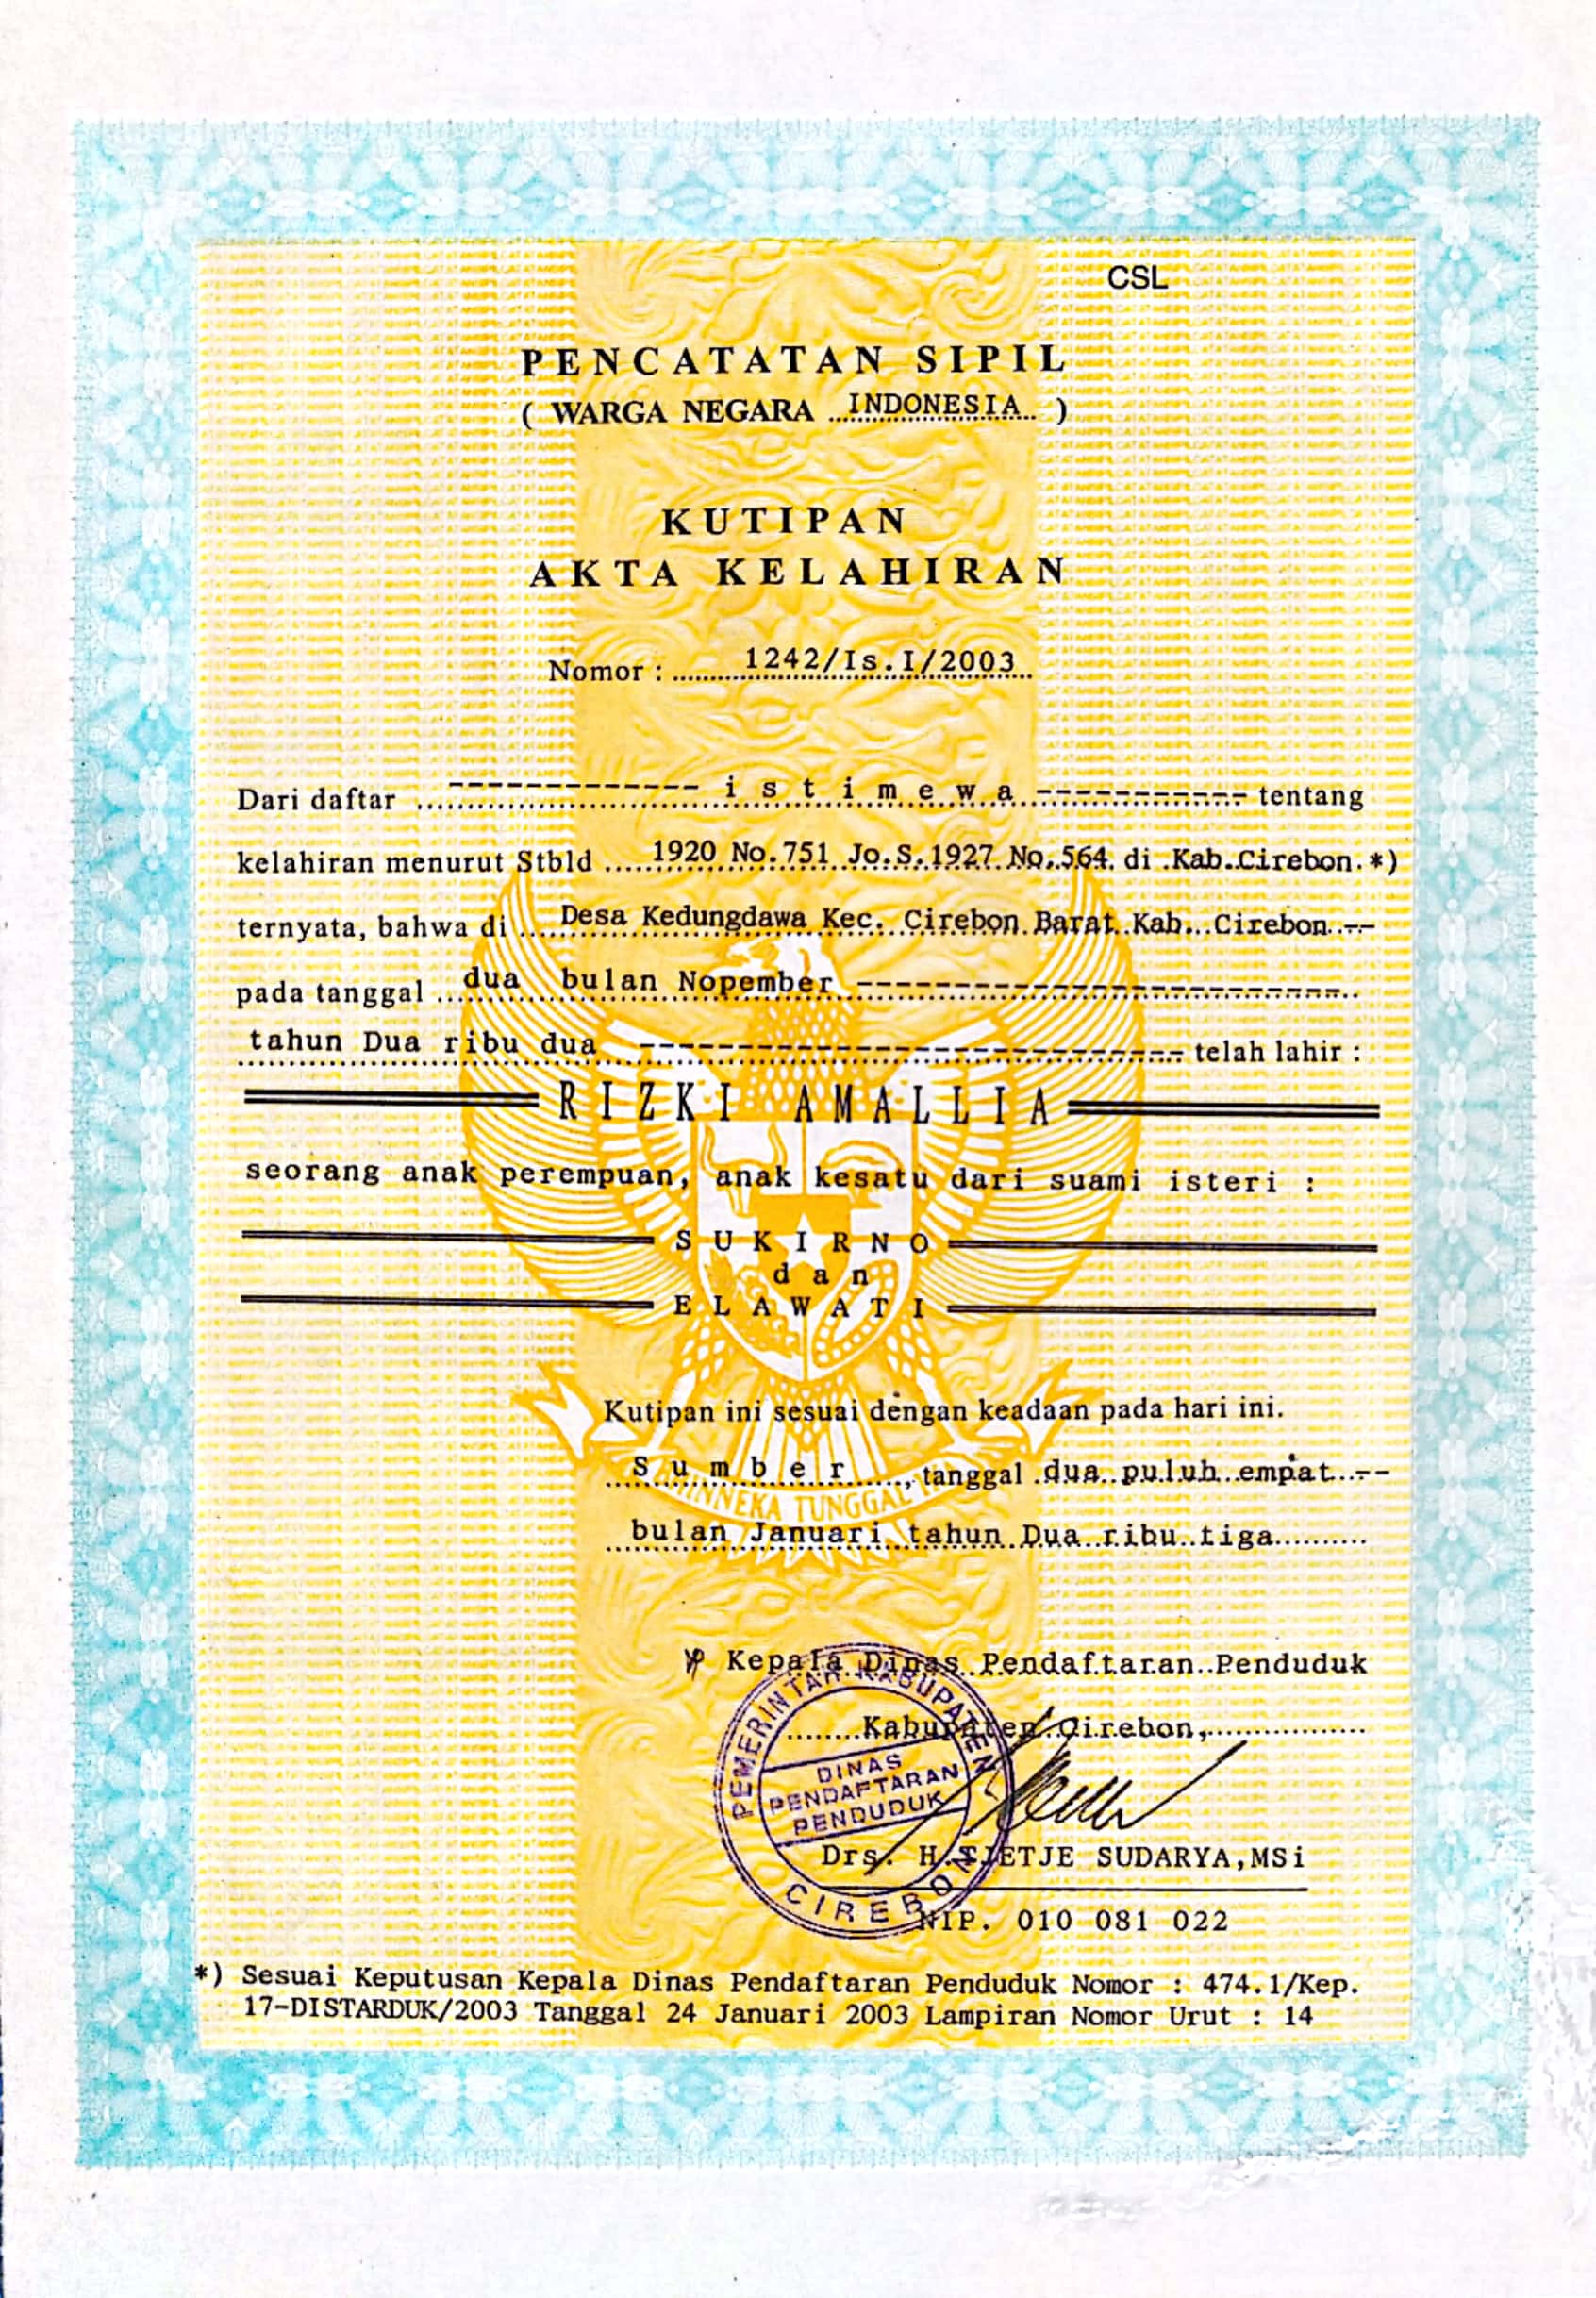 CSL
PENCATATAN SIPIL
( WARGA NEGARA INDONESIA )
KUTIPAN
AKTA KELAHIRAN
Nomor : 1242/Is.I/2003
Dari daftar ------------- i s t i m e w a ----------- tentang
kelahiran menurut Stbld 1920 No.751 Jo.S.1927 No.564 di Kab.Cirebon *)
ternyata, bahwa di Desa Kedungdawa Kec. Cirebon Barat Kab. Cirebon --
pada tanggal dua bulan Nopember -------------------------
tahun Dua ribu dua ---------------------------- telah lahir :
RIZKI AMALLIA
seorang anak perempuan, anak kesatu dari suami isteri :
S U K I R N O
d a n
E L A W A T I
Kutipan ini sesuai dengan keadaan pada hari ini.
S u m b e r, tanggal dua puluh empat --
bulan Januari tahun Dua ribu tiga
NNEKA TUNGGAL
Kepala Dinas Pendaftaran Penduduk
Kabupaten Cirebon,
PEMERINTAH KABUPATEN
DINAS
PENDAFTARAN
PENDUDUK
CIREBON
Drs. H.TJETJE SUDARYA,MSi
NIP. 010 081 022
*) Sesuai Keputusan Kepala Dinas Pendaftaran Penduduk Nomor : 474.1/Kep.
17-DISTARDUK/2003 Tanggal 24 Januari 2003 Lampiran Nomor Urut : 14